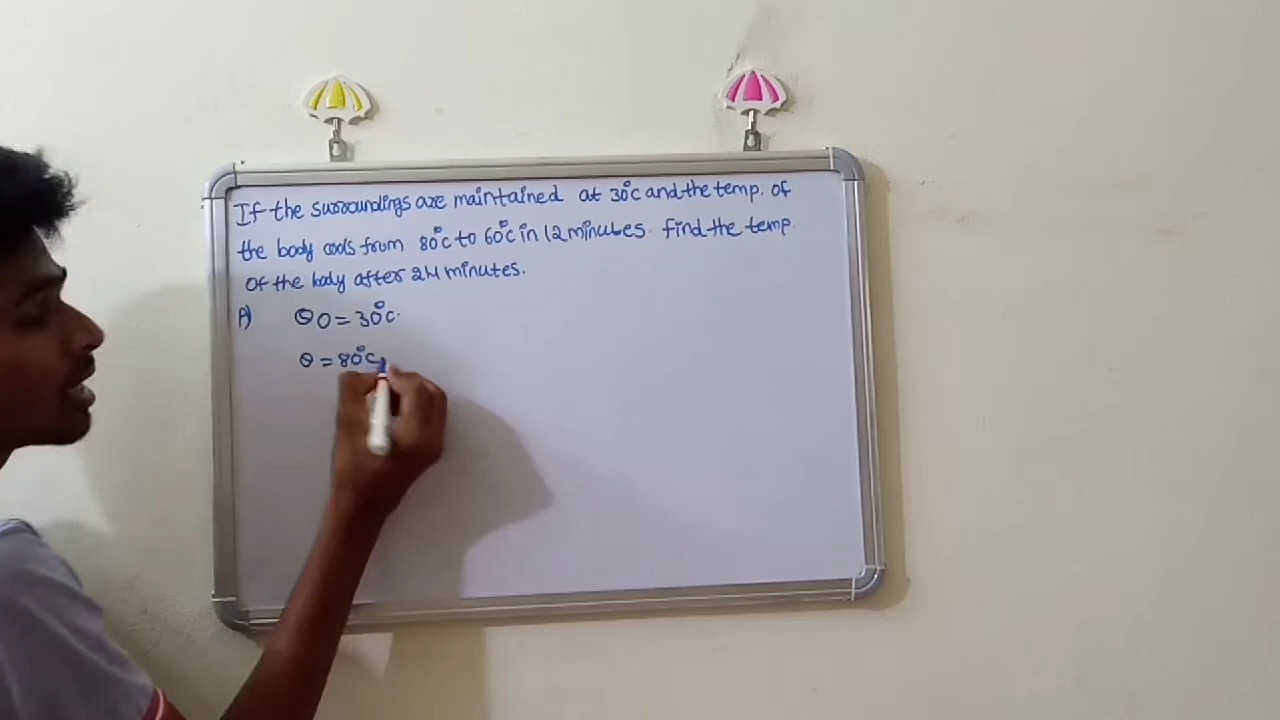 If the surroundings are maintained at 30°c and the temp. of
the body cools from 80°c to 60°c in 12 minutes. find the temp.
of the body after 24 minutes.
A) θ0 = 30°c.
θ = 80°c